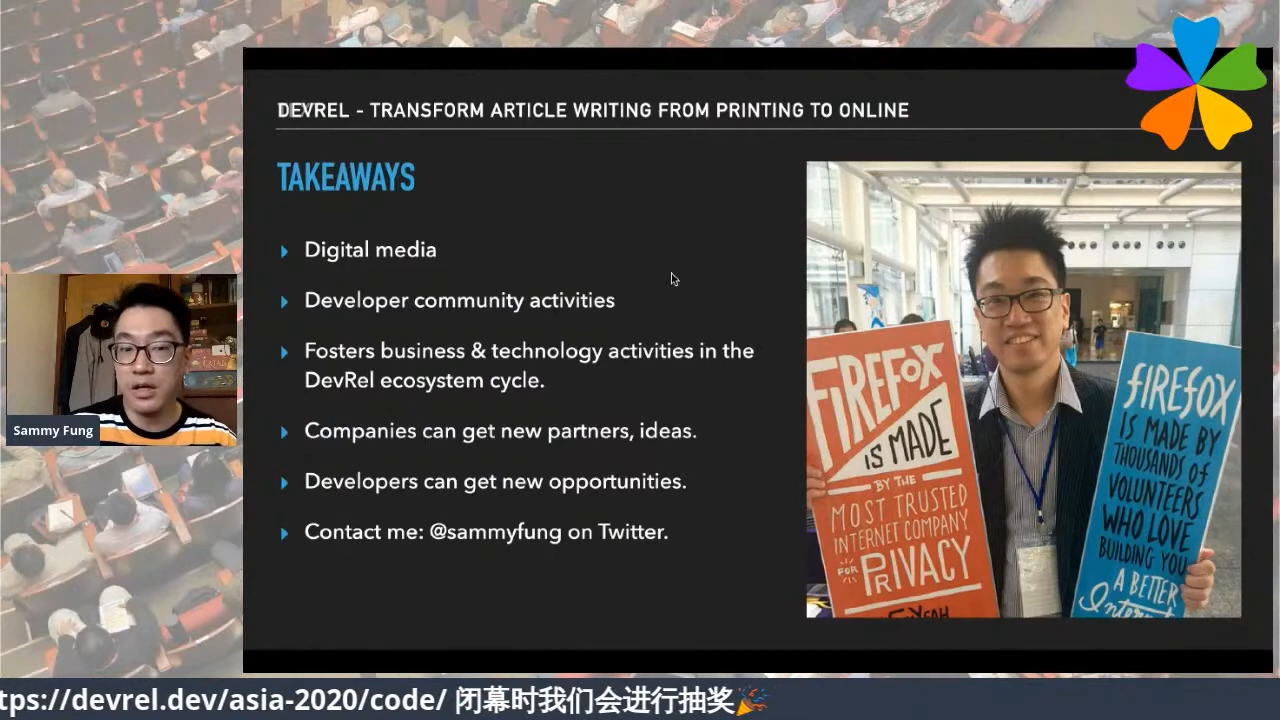 DEVREL - TRANSFORM ARTICLE WRITING FROM PRINTING TO ONLINE
TAKEAWAYS
Digital media
Developer community activities
Fosters business & technology activities in the
DevRel ecosystem cycle.
Companies can get new partners, ideas.
Developers can get new opportunities.
Contact me: @sammyfung on Twitter.
FIREFOX
IS MADE
BY THE
MOST TRUSTED
INTERNET COMPANY
FOR PRIVACY
FIREFOX
IS MADE BY
THOUSANDS OF
VOLUNTEERS
WHO LOVE
BUILDING YOU
A BETTER
Internet
Sammy Fung
tps://devrel.dev/asia-2020/code/ 闭幕时我们会进行抽奖🎉